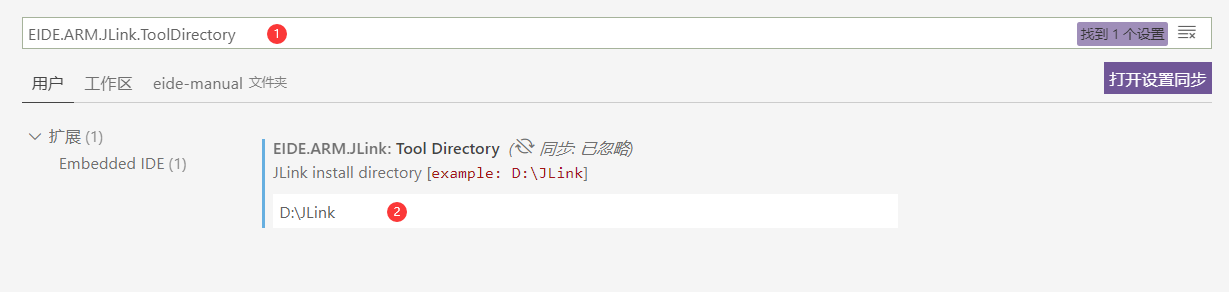 EIDE.ARM.JLink.ToolDirectory 1 找到 1 个设置
用户 工作区 eide-manual 文件夹 打开设置同步
扩展 (1)
Embedded IDE (1)
EIDE.ARM.JLink: Tool Directory (同步: 已忽略)
JLink install directory [example: D:\JLink]
D:\JLink 2